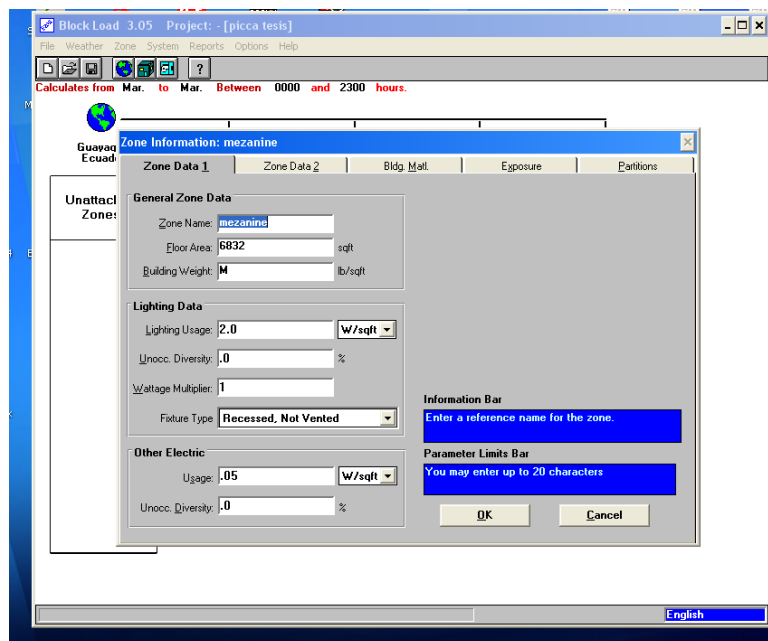 Block Load 3.05 Project: - [picca tesis]
File Weather Zone System Reports Options Help
?
Calculates from Mar. to Mar. Between 0000 and 2300 hours.
Guayaq
Ecuad
Unattacl
Zones
Zone Information: mezanine
Zone Data 1 Zone Data 2 Bldg. Matl. Exposure Partitions
General Zone Data
Zone Name: mezanine
Floor Area: 6832 sqft
Building Weight: M lb/sqft
Lighting Data
Lighting Usage: 2.0 W/sqft
Unocc. Diversity: .0 %
Wattage Multiplier: 1
Fixture Type Recessed, Not Vented
Other Electric
Usage: .05 W/sqft
Unocc. Diversity: .0 %
Information Bar
Enter a reference name for the zone.
Parameter Limits Bar
You may enter up to 20 characters
OK Cancel
English